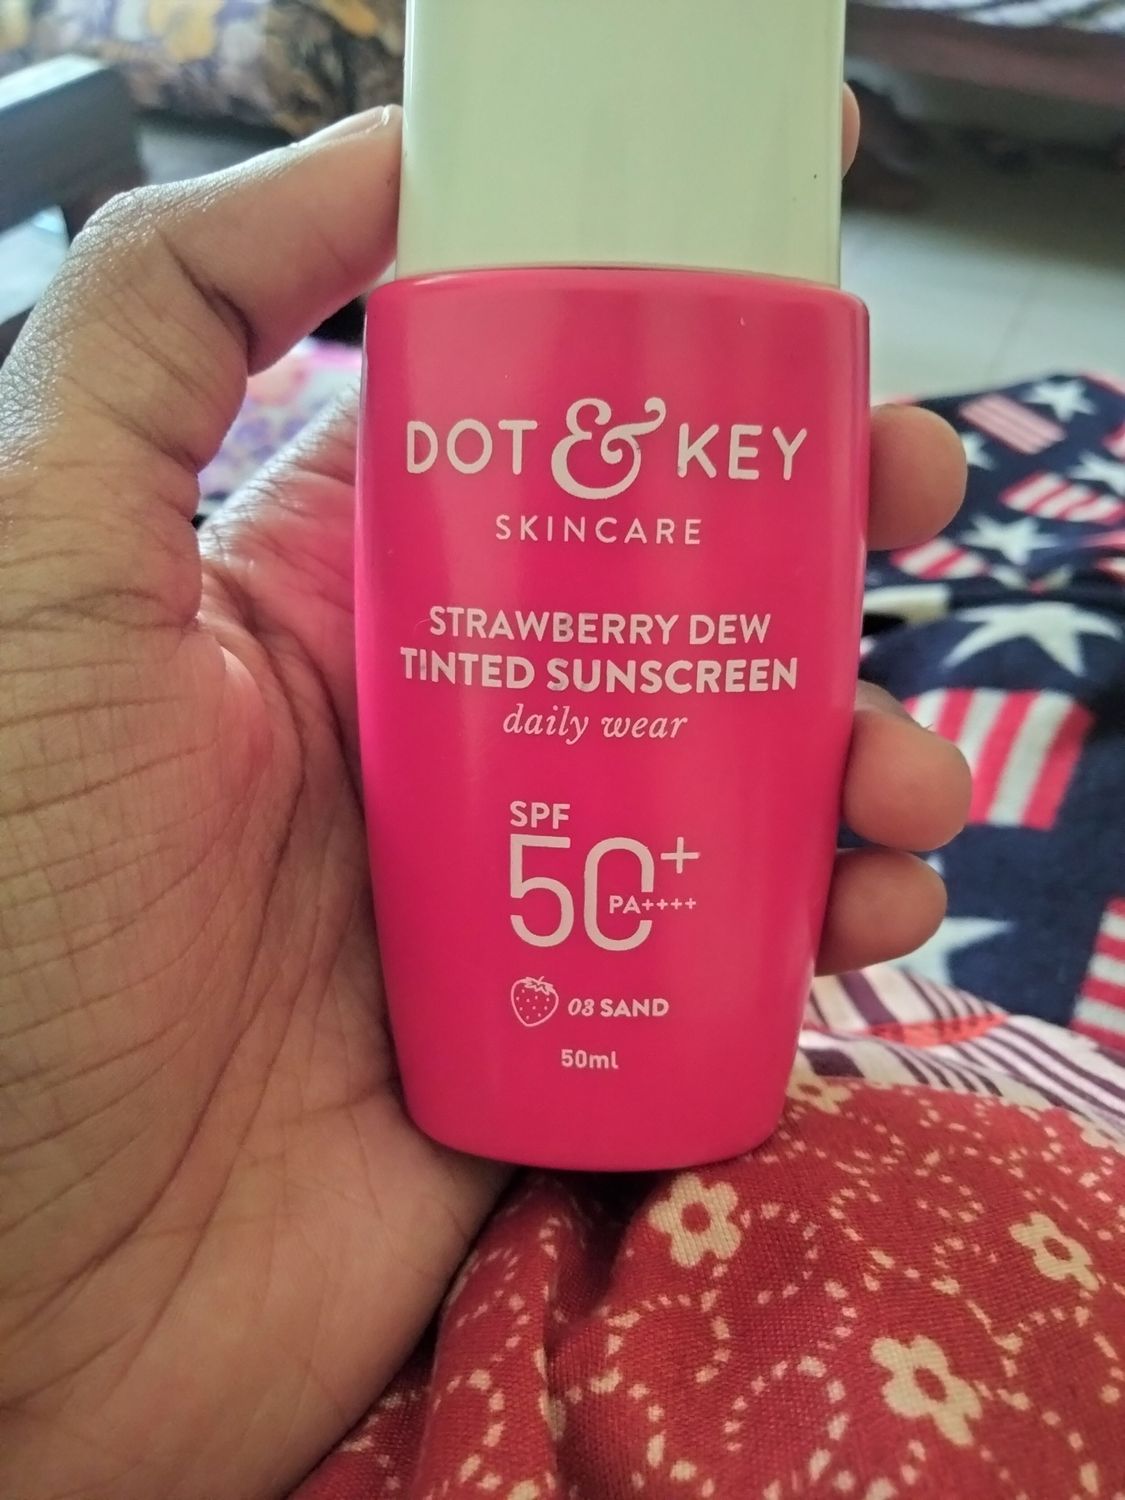 DOT & KEY
SKINCARE
STRAWBERRY DEW
TINTED SUNSCREEN
daily wear
SPF
50+
PA++++
03 SAND
50ml